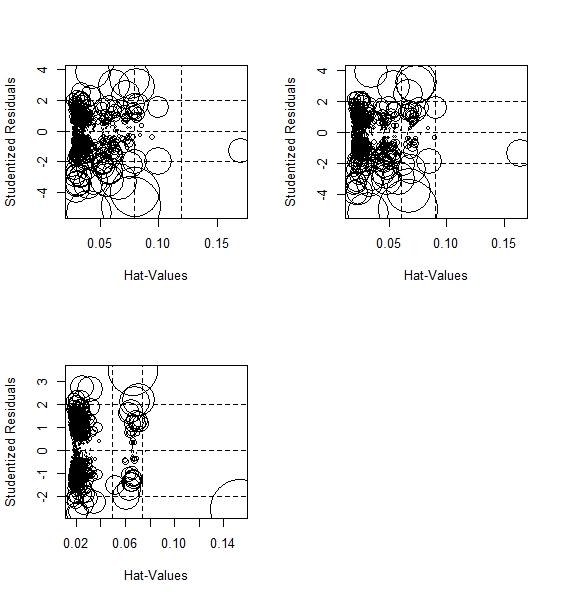 Studentized Residuals
4
2
0
-2
-4
0.05 0.10 0.15
Hat-Values
Studentized Residuals
4
2
0
-2
-4
0.05 0.10 0.15
Hat-Values
Studentized Residuals
3
2
1
0
-1
-2
0.02 0.06 0.10 0.14
Hat-Values